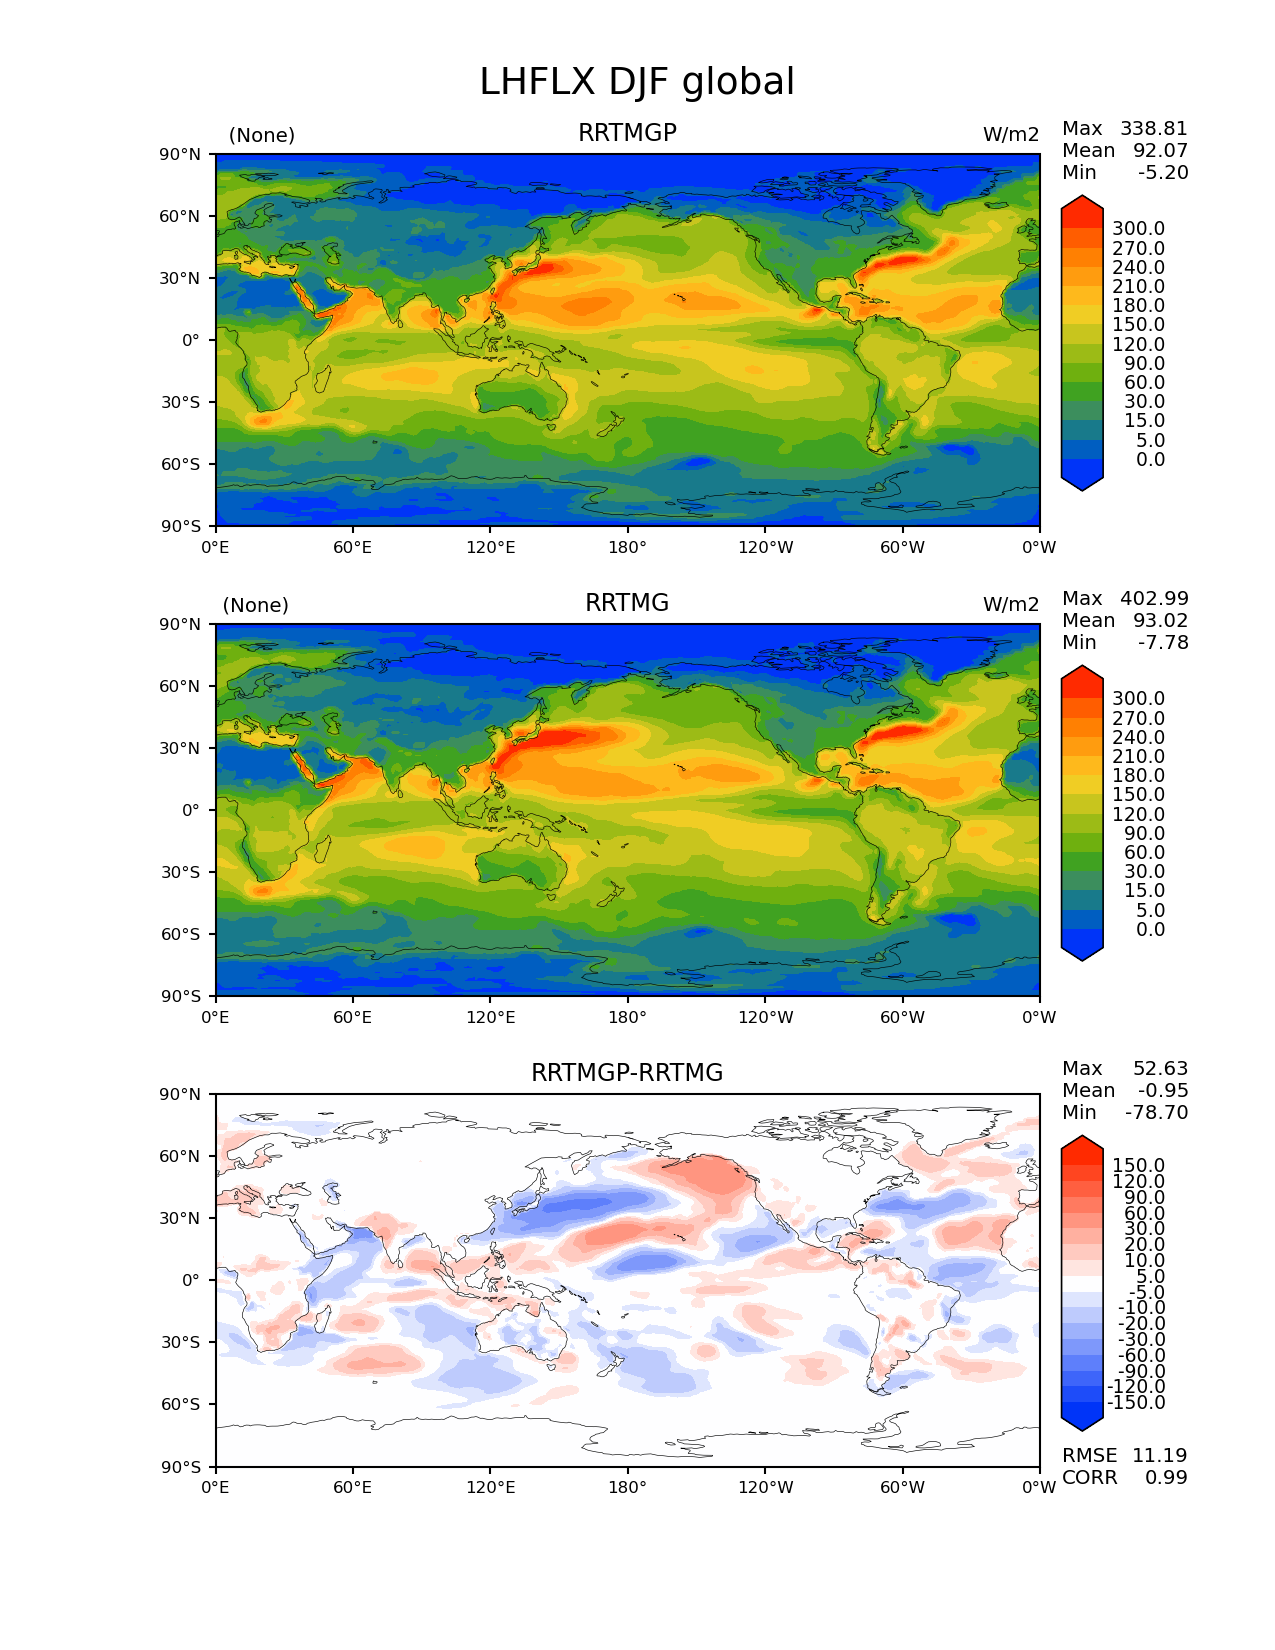 LHFLX DJF global
(None) RRTMGP W/m2
Max 338.81
Mean 92.07
Min -5.20
90°N
60°N
30°N
0°
30°S
60°S
90°S
0°E 60°E 120°E 180° 120°W 60°W 0°W
300.0
270.0
240.0
210.0
180.0
150.0
120.0
90.0
60.0
30.0
15.0
5.0
0.0
(None) RRTMG W/m2
Max 402.99
Mean 93.02
Min -7.78
90°N
60°N
30°N
0°
30°S
60°S
90°S
0°E 60°E 120°E 180° 120°W 60°W 0°W
300.0
270.0
240.0
210.0
180.0
150.0
120.0
90.0
60.0
30.0
15.0
5.0
0.0
RRTMGP-RRTMG
Max 52.63
Mean -0.95
Min -78.70
90°N
60°N
30°N
0°
30°S
60°S
90°S
0°E 60°E 120°E 180° 120°W 60°W 0°W
150.0
120.0
90.0
60.0
30.0
20.0
10.0
5.0
-5.0
-10.0
-20.0
-30.0
-60.0
-90.0
-120.0
-150.0
RMSE 11.19
CORR 0.99